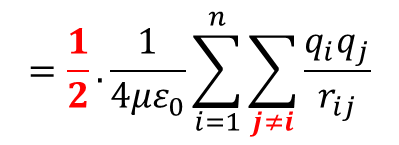 = 1/2 . 1/(4με₀) ∑_{i=1}^{n} ∑_{j≠i} q_i q_j / r_{ij}